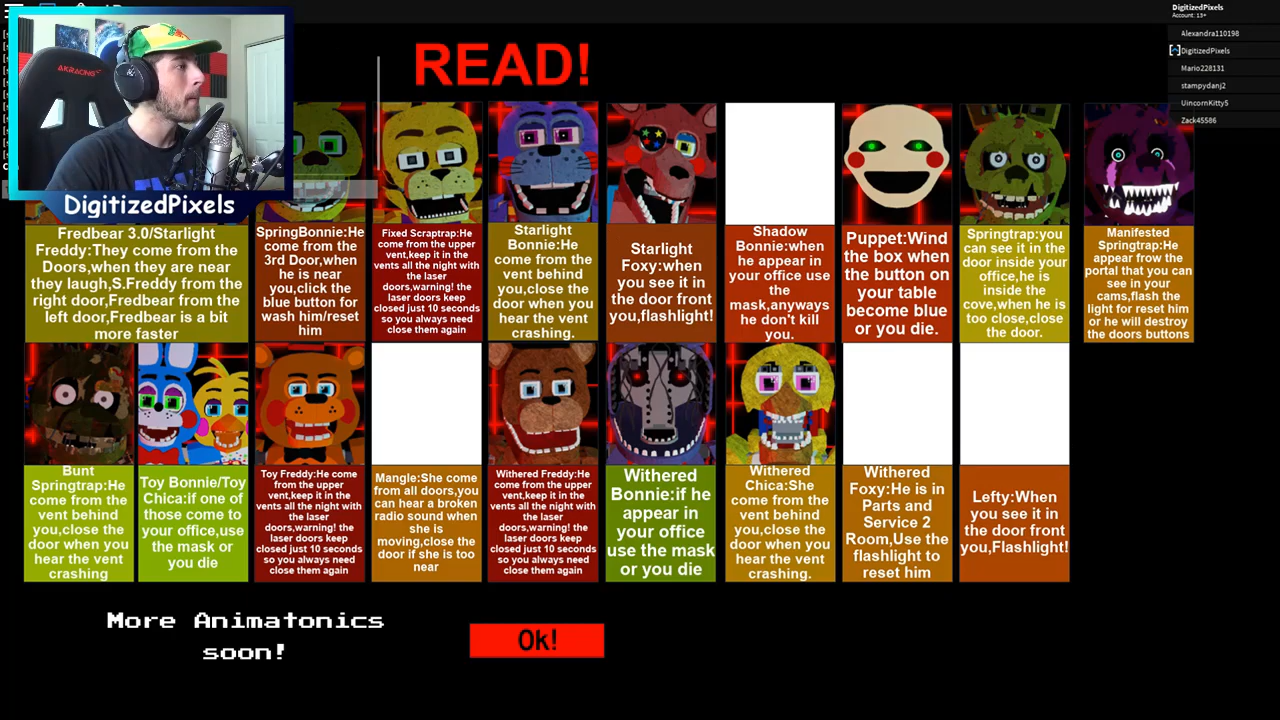 READ!
DigitizedPixels
Account: 13+
Alexandra110198
DigitizedPixels
Mario228131
stampydanj2
UincornKitty5
Zack45586
AKRACING
DigitizedPixels
Fredbear 3.0/Starlight
Freddy:They come from the
Doors,when they are near
they laugh,S.Freddy from the
right door,Fredbear from the
left door,Fredbear is a bit
more faster
SpringBonnie:He
come from the
3rd Door,when
he is near
you,click the
blue button for
wash him/reset
him
Fixed Scraptrap:He
come from the upper
vent,keep it in the
vents all the night with
the laser
doors,warning! the
laser doors keep
closed just 10 seconds
so you always need
close them again
Starlight
Bonnie:He
come from the
vent behind
you,close the
door when you
hear the vent
crashing.
Starlight
Foxy:when
you see it in
the door front
you,flashlight!
Shadow
Bonnie:when
he appear in
your office use
the
mask,anyways
he don't kill
you.
Puppet:Wind
the box when
the button on
your table
become blue
or you die.
Springtrap:you
can see it in the
door inside your
office,he is
inside the
cove,when he is
too close,close
the door.
Manifested
Springtrap:He
appear frow the
portal that you can
see in your
cams,flash the
light for reset him
or he will destroy
the doors buttons
Bunt
Springtrap:He
come from the
vent behind
you,close the
door when you
hear the vent
crashing
Toy Bonnie/Toy
Chica:if one of
those come to
your office,use
the mask or
you die
Toy Freddy:He come
from the upper
vent,keep it in the
vents all the night with
the laser
doors,warning! the
laser doors keep
closed just 10 seconds
so you always need
close them again
Mangle:She come
from all doors,you
can hear a broken
radio sound when
she is
moving,close the
door if she is too
near
Withered Freddy:He
come from the upper
vent,keep it in the
vents all the night with
the laser
doors,warning! the
laser doors keep
closed just 10 seconds
so you always need
close them again
Withered
Bonnie:if he
appear in
your office
use the mask
or you die
Withered
Chica:She
come from the
vent behind
you,close the
door when you
hear the vent
crashing.
Withered
Foxy:He is in
Parts and
Service 2
Room,Use the
flashlight to
reset him
Lefty:When
you see it in
the door front
you,Flashlight!
More Animatonics
soon!
Ok!